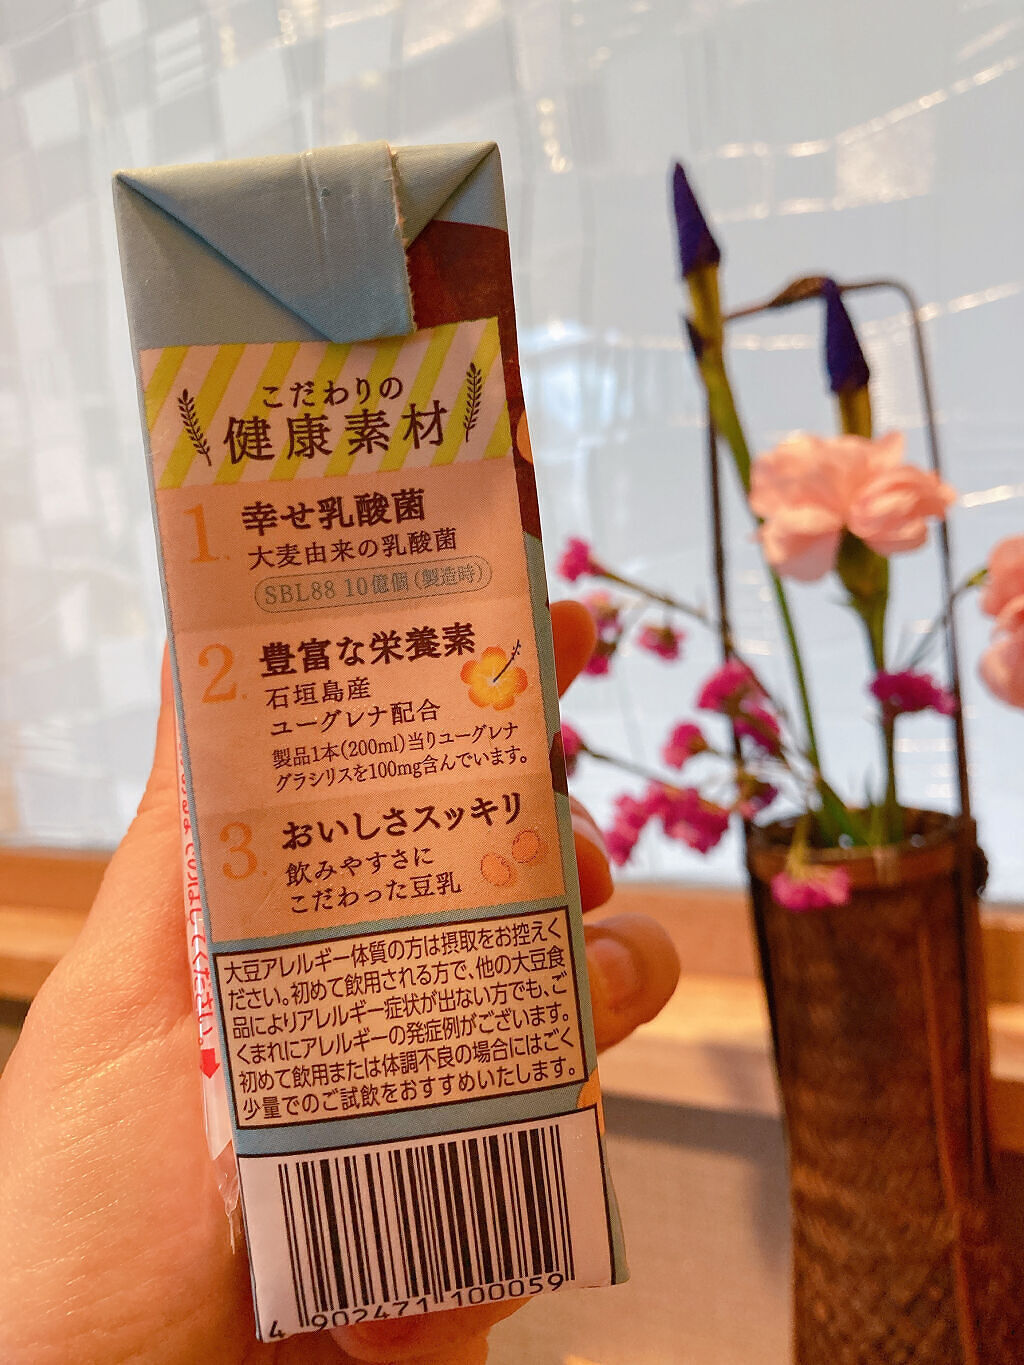 こだわりの
健康素材
1. 幸せ乳酸菌
大麦由来の乳酸菌
SBL88 10億個(製造時)
2. 豊富な栄養素
石垣島産
ユーグレナ配合
製品1本(200ml)当りユーグレナ
グラシリスを100mg含んでいます。
3. おいしさスッキリ
飲みやすさに
こだわった豆乳
大豆アレルギー体質の方は摂取をお控えく
ださい。初めて飲用される方で、他の大豆食
品によりアレルギー症状が出ない方でも、ご
くまれにアレルギーの発症例がございます。
初めて飲用または体調不良の場合にはごく
少量でのご試飲をおすすめいたします。
4 902471 100059
てください。